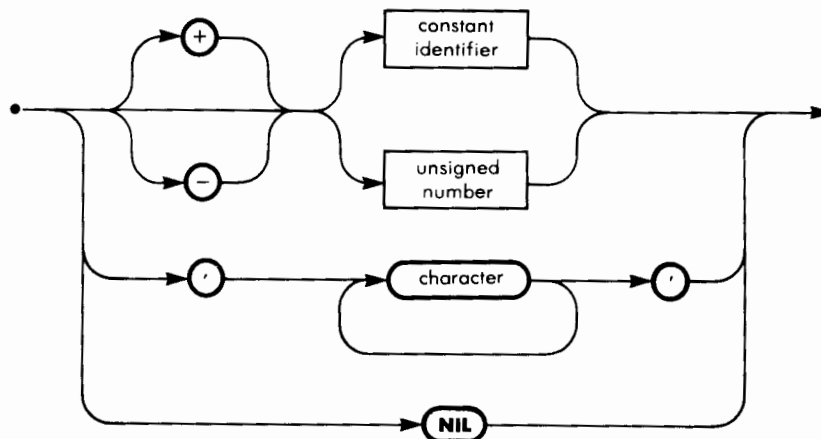 +
constant
identifier
−
unsigned
number
' character '
NIL